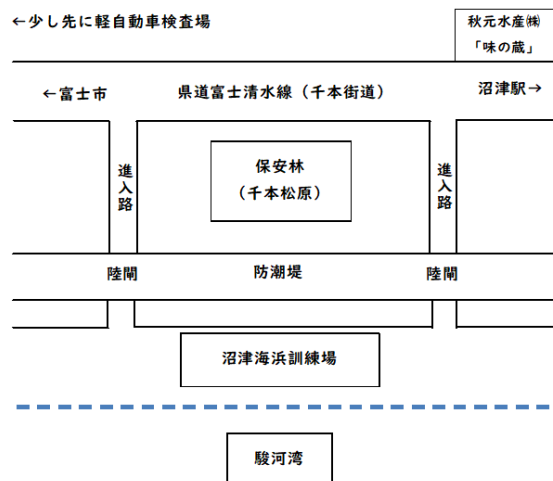 ←少し先に軽自動車検査場
秋元水産㈱
「味の蔵」
←富士市
県道富士清水線（千本街道）
沼津駅→
進入路
保安林
（千本松原）
進入路
陸閘
防潮堤
陸閘
沼津海浜訓練場
駿河湾